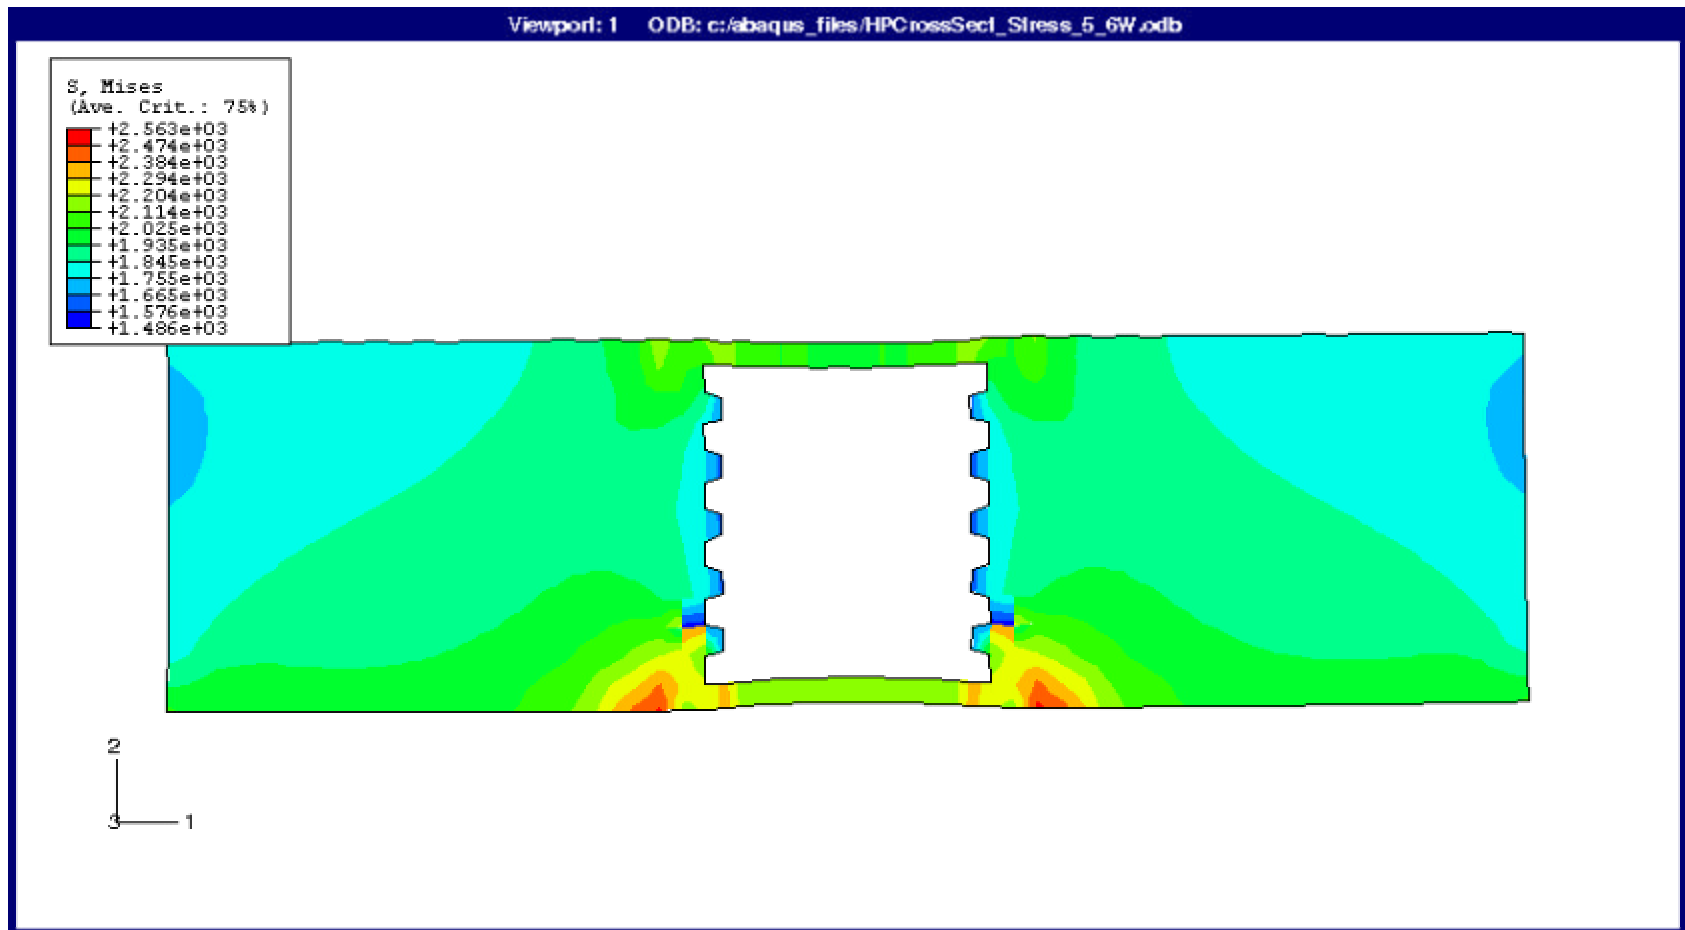 Viewport: 1 ODB: c:/abaqus_files/HPCrossSect_Stress_5_6W.odb
S, Mises
(Ave. Crit.: 75%)
+2.563e+03
+2.474e+03
+2.384e+03
+2.294e+03
+2.204e+03
+2.114e+03
+2.025e+03
+1.935e+03
+1.845e+03
+1.755e+03
+1.665e+03
+1.576e+03
+1.486e+03
2
3 1